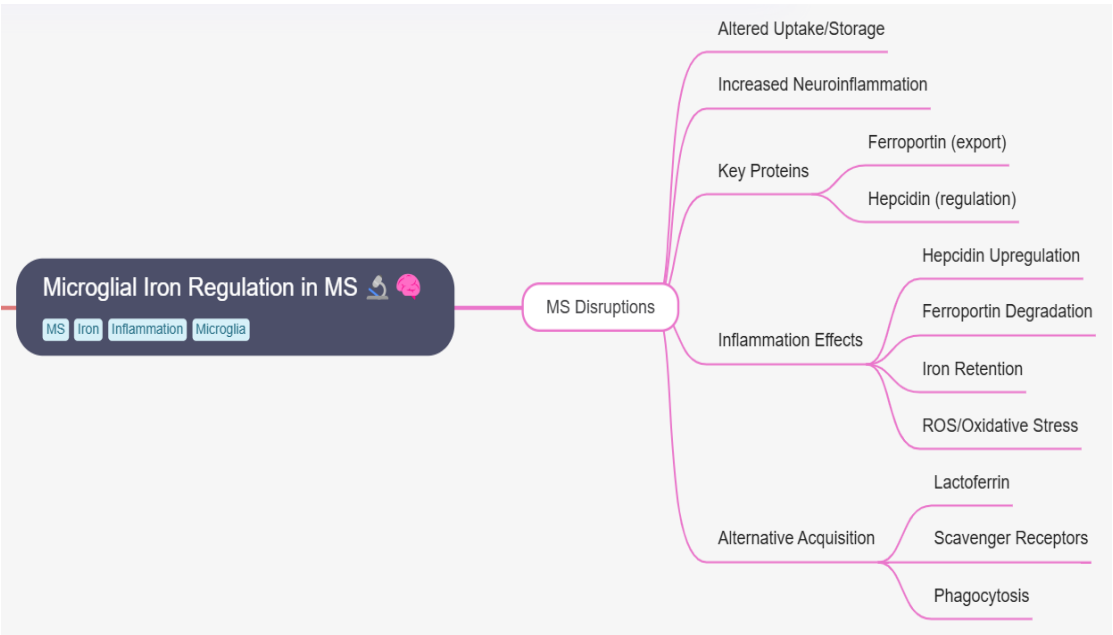 Microglial Iron Regulation in MS 🔬 🧠
MS Iron Inflammation Microglia
MS Disruptions
Altered Uptake/Storage
Increased Neuroinflammation
Key Proteins
Ferroportin (export)
Hepcidin (regulation)
Inflammation Effects
Hepcidin Upregulation
Ferroportin Degradation
Iron Retention
ROS/Oxidative Stress
Alternative Acquisition
Lactoferrin
Scavenger Receptors
Phagocytosis